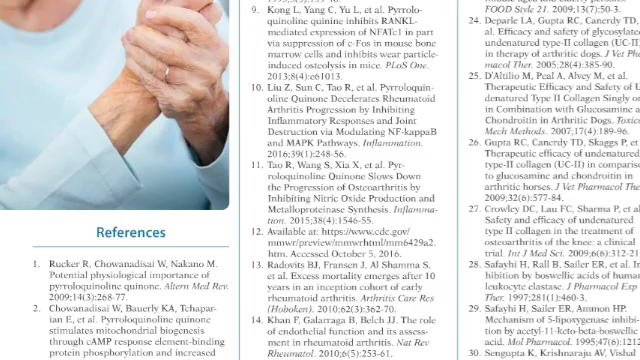 References
1. Rucker R, Chowanadisai W, Nakano M.
Potential physiological importance of
pyrroloquinoline quinone. Altern Med Rev.
2009;14(3):268-77.
2. Chowanadisai W, Bauerly KA, Tchapar-
ian E, et al. Pyrroloquinoline quinone
stimulates mitochondrial biogenesis
through cAMP response element-binding
protein phosphorylation and increased
9. Kong L, Yang C, Yu L, et al. Pyrrolo-
quinoline quinine inhibits RANKL-
mediated expression of NFATc1 in part
via suppression of c-Fos in mouse bone
marrow cells and inhibits wear particle-
induced osteolysis in mice. PLoS One.
2013;8(4):e61013.
10. Liu Z, Sun C, Tao R, et al. Pyrroloquin-
oline Quinone Decelerates Rheumatoid
Arthritis Progression by Inhibiting
Inflammatory Responses and Joint
Destruction via Modulating NF-kappaB
and MAPK Pathways. Inflammation.
2016;39(1):248-56.
11. Tao R, Wang S, Xia X, et al. Pyr-
roloquinoline Quinone Slows Down
the Progression of Osteoarthritis by
Inhibiting Nitric Oxide Production and
Metalloproteinase Synthesis. Inflamma-
tion. 2015;38(4):1546-55.
12. Available at: https://www.cdc.gov/
mmwr/preview/mmwrhtml/mm6429a2.
htm. Accessed October 5, 2016.
13. Radovits BJ, Fransen J, Al Shamma S,
et al. Excess mortality emerges after 10
years in an inception cohort of early
rheumatoid arthritis. Arthritis Care Res
(Hoboken). 2010;62(3):362-70.
14. Khan F, Galarraga B, Belch JJ. The role
of endothelial function and its assess-
ment in rheumatoid arthritis. Nat Rev
Rheumatol. 2010;6(5):253-61.
FOOD Style 21. 2009;13(7):50-3.
24. Deparle LA, Gupta RC, Canerdy TD,
al. Efficacy and safety of glycosylated
undenatured type-II collagen (UC-II)
in therapy of arthritic dogs. J Vet Pha
macol Ther. 2005;28(4):385-90.
25. D'Altilio M, Peal A, Alvey M, et al.
Therapeutic Efficacy and Safety of U
denatured Type II Collagen Singly or
in Combination with Glucosamine a
Chondroitin in Arthritic Dogs. Toxico
Mech Methods. 2007;17(4):189-96.
26. Gupta RC, Canerdy TD, Skaggs P, et
Therapeutic efficacy of undenatured
type-II collagen (UC-II) in compariso
to glucosamine and chondroitin in
arthritic horses. J Vet Pharmacol The
2009;32(6):577-84.
27. Crowley DC, Lau FC, Sharma P, et al
Safety and efficacy of undenatured
type II collagen in the treatment of
osteoarthritis of the knee: a clinical
trial. Int J Med Sci. 2009;6(6):312-21
28. Safayhi H, Rall B, Sailer ER, et al. In
hibition by boswellic acids of human
leukocyte elastase. J Pharmacol Exp
Ther. 1997;281(1):460-3.
29. Safayhi H, Sailer ER, Ammon HP.
Mechanism of 5-lipoxygenase inhibi-
tion by acetyl-11-keto-beta-boswellic
acid. Mol Pharmacol. 1995;47(6):1212
30. Sengupta K, Krishnaraju AV, Vishal